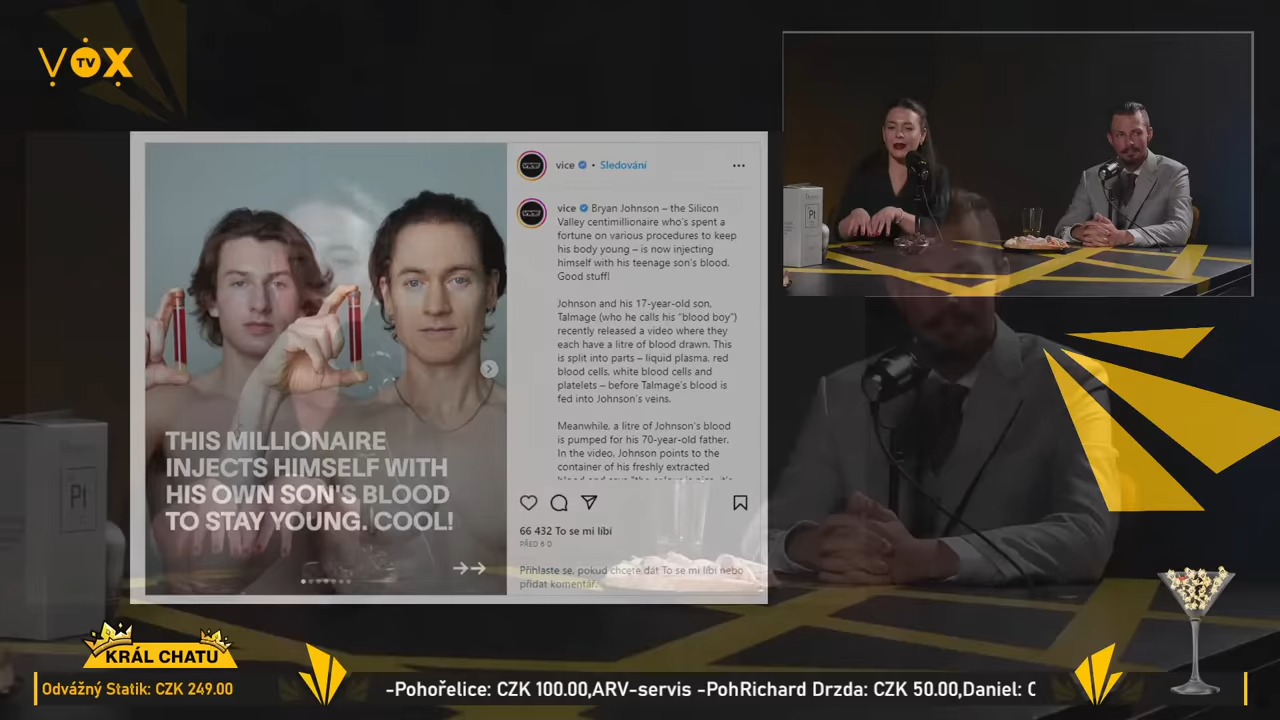 VOX
TV
vice • Sledování
vice Bryan Johnson – the Silicon
Valley centimillionaire who's spent a
fortune on various procedures to keep
his body young – is now injecting
himself with his teenage son's blood.
Good stuff!
Johnson and his 17-year-old son,
Talmage (who he calls his "blood boy")
recently released a video where they
each have a litre of blood drawn. This
is split into parts – liquid plasma, red
blood cells, white blood cells and
platelets – before Talmage's blood is
fed into Johnson's veins.
Meanwhile, a litre of Johnson's blood
is pumped for his 70-year-old father.
In the video, Johnson points to the
container of his freshly extracted
THIS MILLIONAIRE
INJECTS HIMSELF WITH
HIS OWN SON'S BLOOD
TO STAY YOUNG. COOL!
66 432 To se mi líbí
PŘED 6 D
Přihlaste se, pokud chcete dát To se mi líbí nebo
přidat komentář.
Pt
Pt
KRÁL CHATU
Odvážný Statik: CZK 249.00
-Pohořelice: CZK 100.00,ARV-servis -PohRichard Drzda: CZK 50.00,Daniel: C